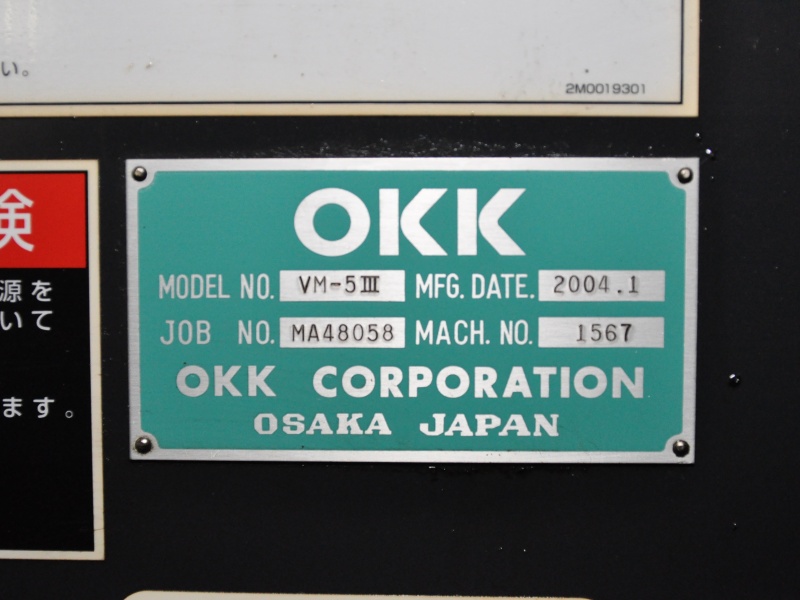 い。
2M0019301
険
源を
いて
ます。
OKK
MODEL NO. VM-5III MFG. DATE. 2004.1
JOB NO. MA48058 MACH. NO. 1567
OKK CORPORATION
OSAKA JAPAN